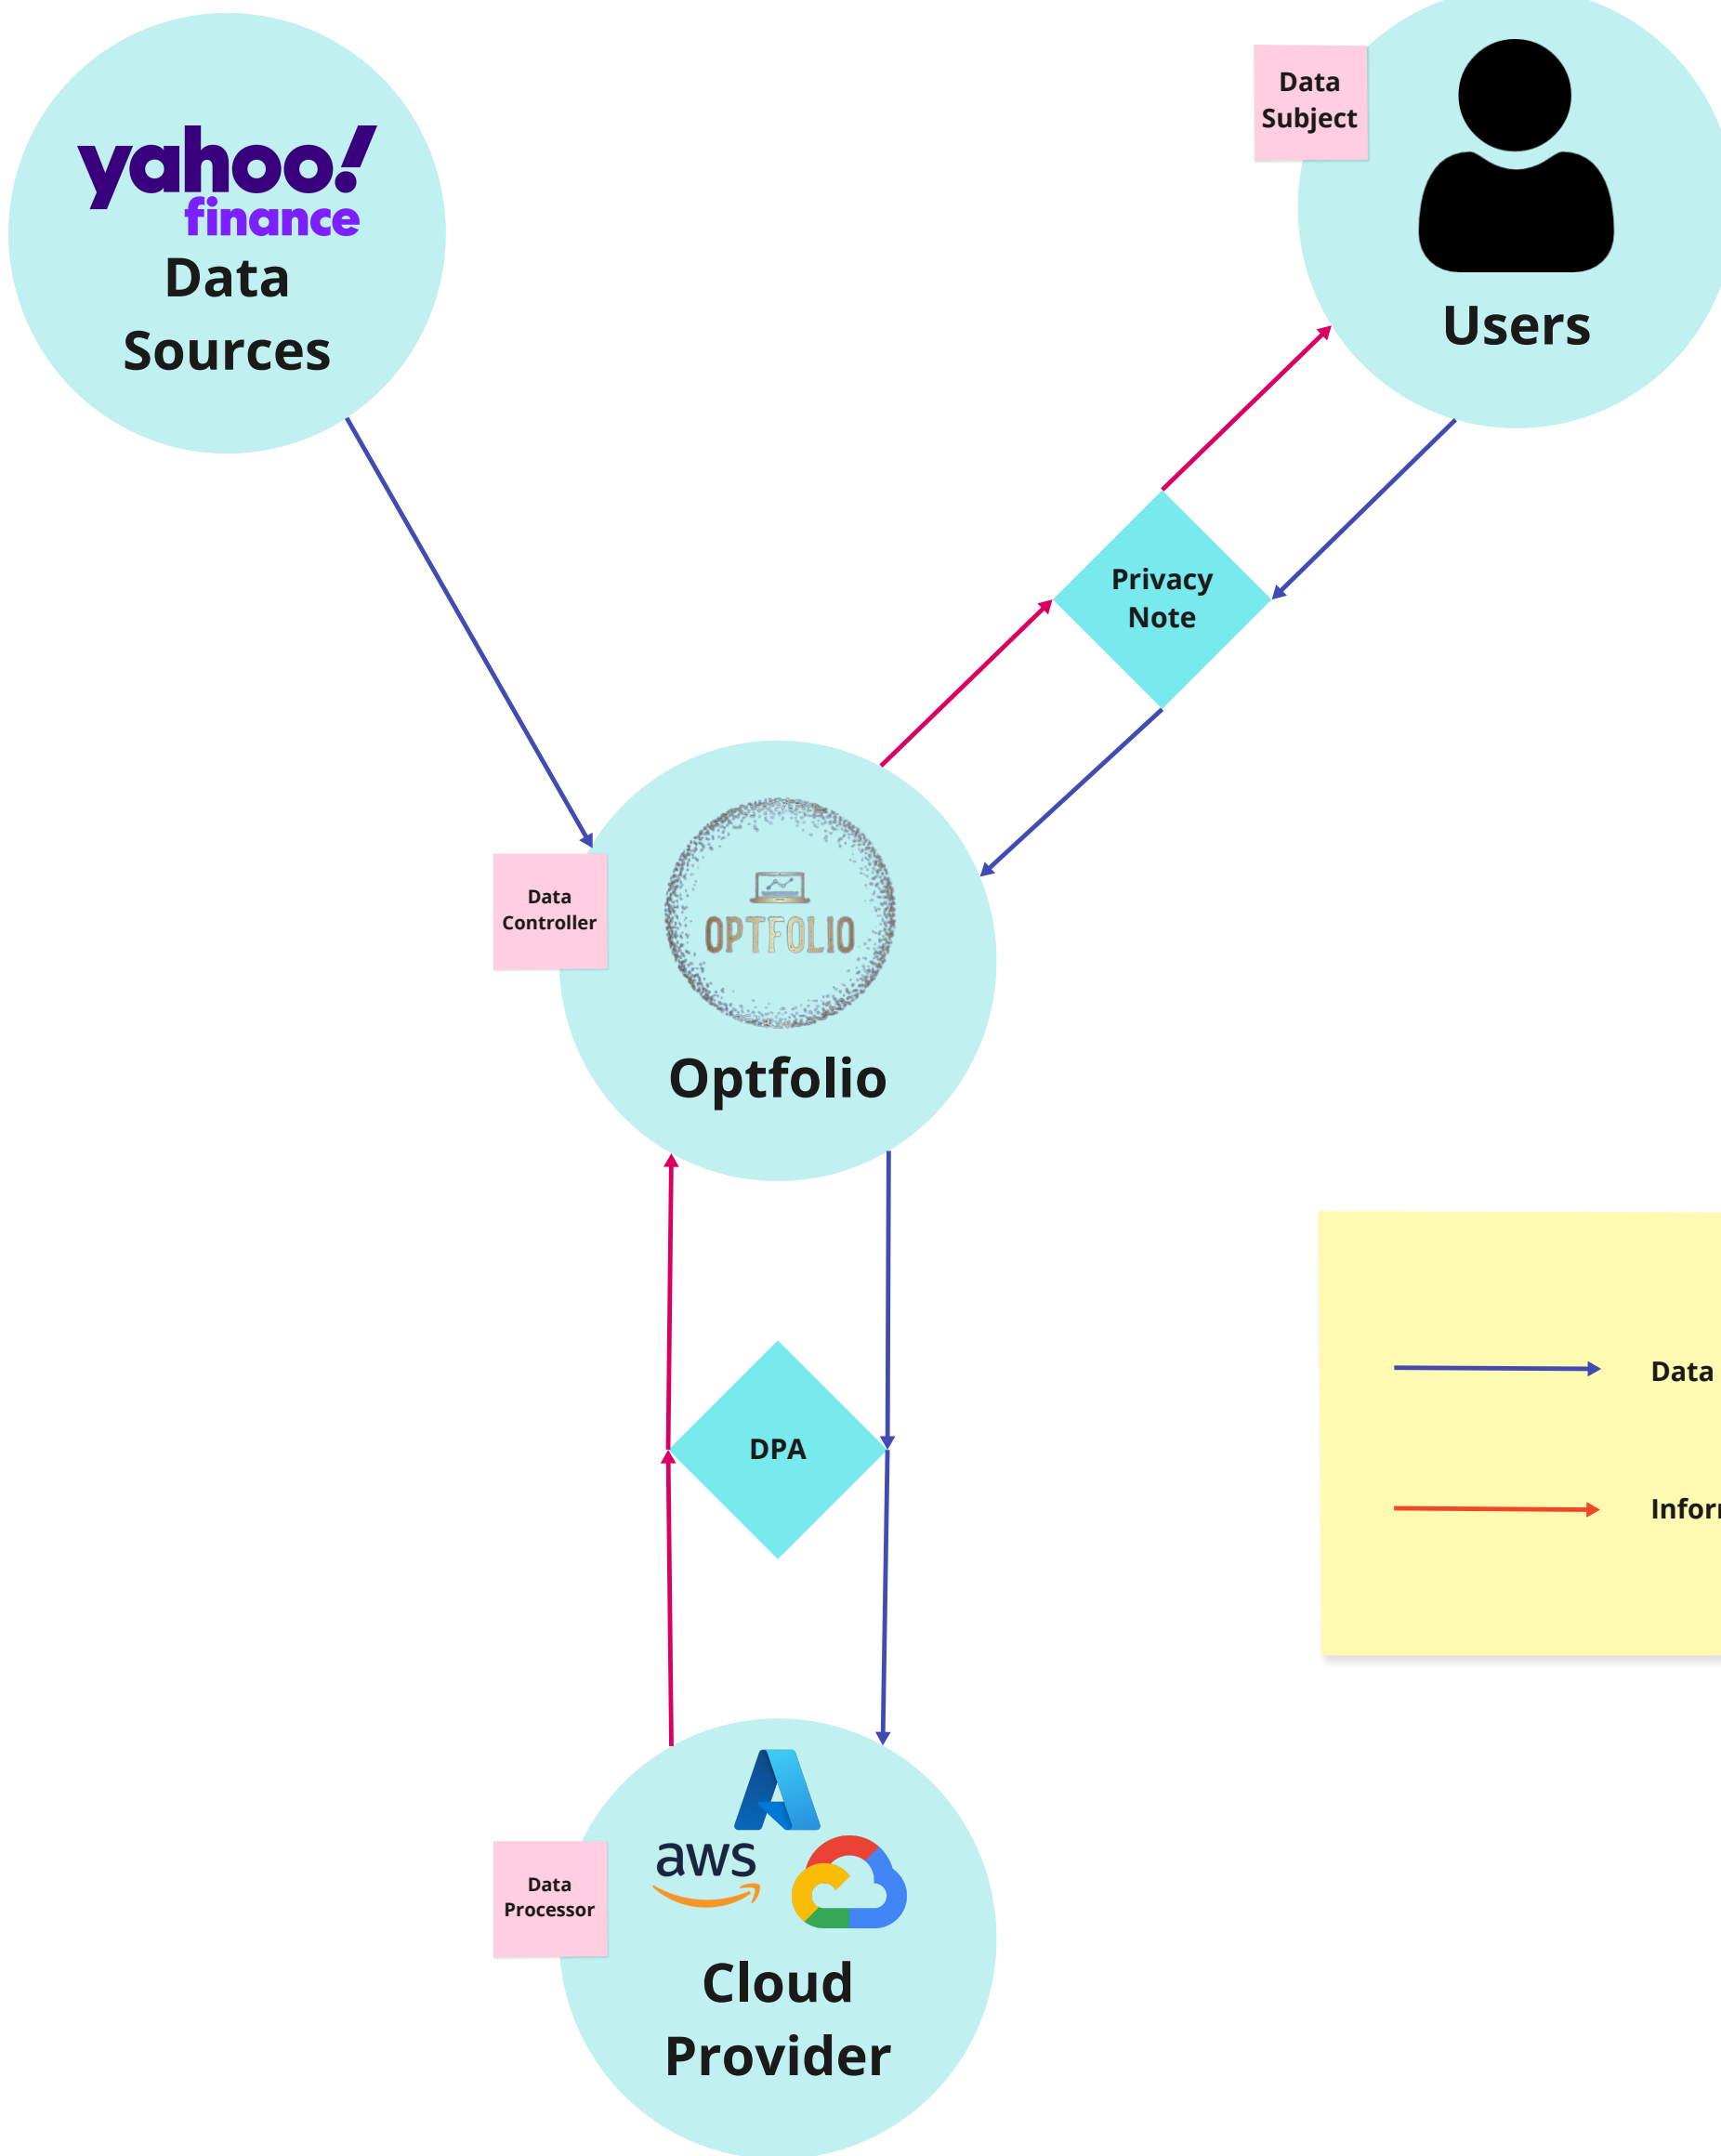 yahoo!
finance
Data
Sources
Data
Subject
Users
Privacy
Note
Data
Controller
OPTFOLIO
Optfolio
DPA
Data
Infor
aws
Data
Processor
Cloud
Provider